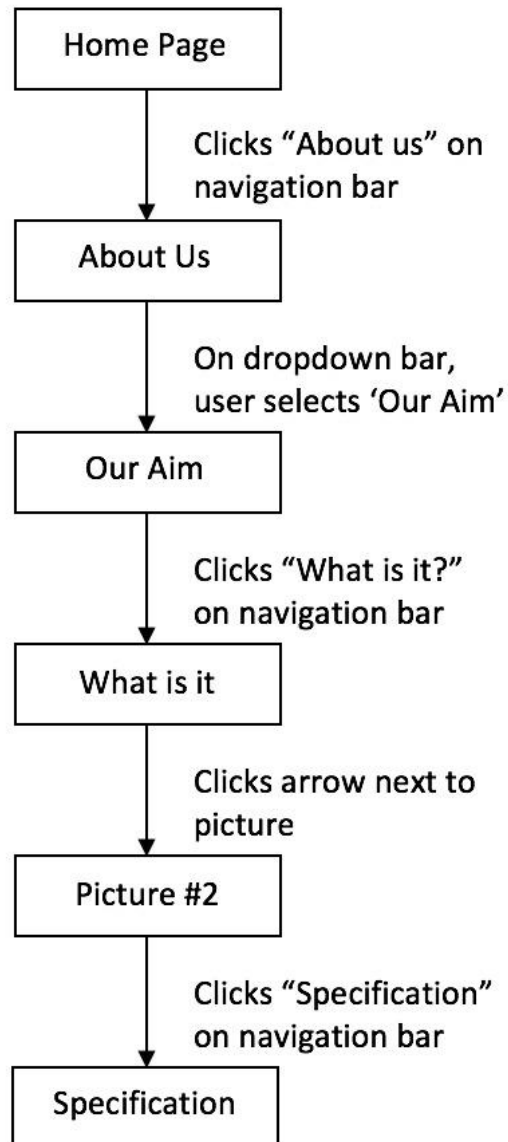 Home Page
Clicks “About us” on
navigation bar
About Us
On dropdown bar,
user selects ‘Our Aim’
Our Aim
Clicks “What is it?”
on navigation bar
What is it
Clicks arrow next to
picture
Picture #2
Clicks “Specification”
on navigation bar
Specification